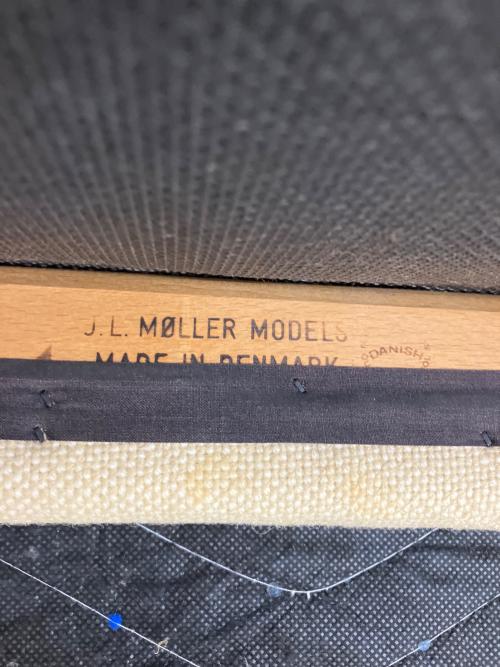 J.L. MØLLER MODELS
MADE IN DENMARK
DANISH